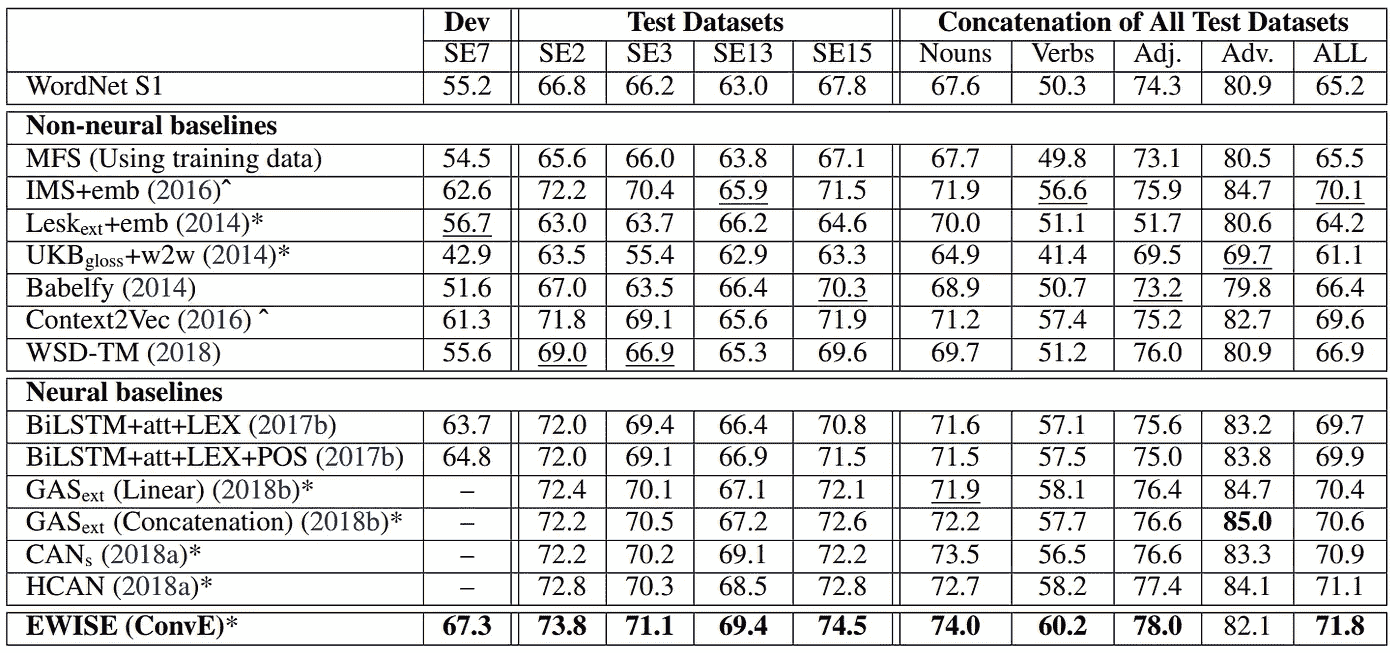 Dev Test Datasets Concatenation of All Test Datasets
SE7 SE2 SE3 SE13 SE15 Nouns Verbs Adj. Adv. ALL
WordNet S1 55.2 66.8 66.2 63.0 67.8 67.6 50.3 74.3 80.9 65.2
Non-neural baselines
MFS (Using training data) 54.5 65.6 66.0 63.8 67.1 67.7 49.8 73.1 80.5 65.5
IMS+emb (2016)^ 62.6 72.2 70.4 65.9 71.5 71.9 56.6 75.9 84.7 70.1
Leskext+emb (2014)* 56.7 63.0 63.7 66.2 64.6 70.0 51.1 51.7 80.6 64.2
UKBgloss+w2w (2014)* 42.9 63.5 55.4 62.9 63.3 64.9 41.4 69.5 69.7 61.1
Babelfy (2014) 51.6 67.0 63.5 66.4 70.3 68.9 50.7 73.2 79.8 66.4
Context2Vec (2016) ^ 61.3 71.8 69.1 65.6 71.9 71.2 57.4 75.2 82.7 69.6
WSD-TM (2018) 55.6 69.0 66.9 65.3 69.6 69.7 51.2 76.0 80.9 66.9
Neural baselines
BiLSTM+att+LEX (2017b) 63.7 72.0 69.4 66.4 70.8 71.6 57.1 75.6 83.2 69.7
BiLSTM+att+LEX+POS (2017b) 64.8 72.0 69.1 66.9 71.5 71.5 57.5 75.0 83.8 69.9
GASext (Linear) (2018b)* – 72.4 70.1 67.1 72.1 71.9 58.1 76.4 84.7 70.4
GASext (Concatenation) (2018b)* – 72.2 70.5 67.2 72.6 72.2 57.7 76.6 85.0 70.6
CANs (2018a)* – 72.2 70.2 69.1 72.2 73.5 56.5 76.6 83.3 70.9
HCAN (2018a)* – 72.8 70.3 68.5 72.8 72.7 58.2 77.4 84.1 71.1
EWISE (ConvE)* 67.3 73.8 71.1 69.4 74.5 74.0 60.2 78.0 82.1 71.8